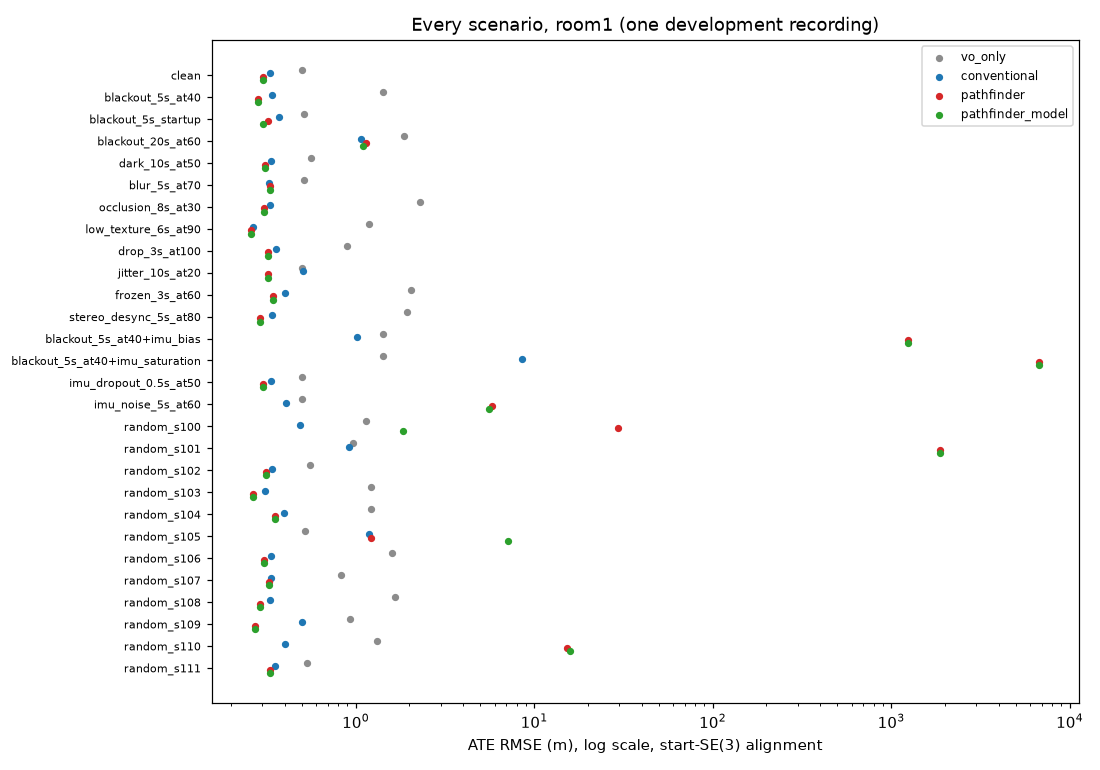 Every scenario, room1 (one development recording)
vo_only
conventional
pathfinder
pathfinder_model
clean
blackout_5s_at40
blackout_5s_startup
blackout_20s_at60
dark_10s_at50
blur_5s_at70
occlusion_8s_at30
low_texture_6s_at90
drop_3s_at100
jitter_10s_at20
frozen_3s_at60
stereo_desync_5s_at80
blackout_5s_at40+imu_bias
blackout_5s_at40+imu_saturation
imu_dropout_0.5s_at50
imu_noise_5s_at60
random_s100
random_s101
random_s102
random_s103
random_s104
random_s105
random_s106
random_s107
random_s108
random_s109
random_s110
random_s111
10⁰ 10¹ 10² 10³ 10⁴
ATE RMSE (m), log scale, start-SE(3) alignment